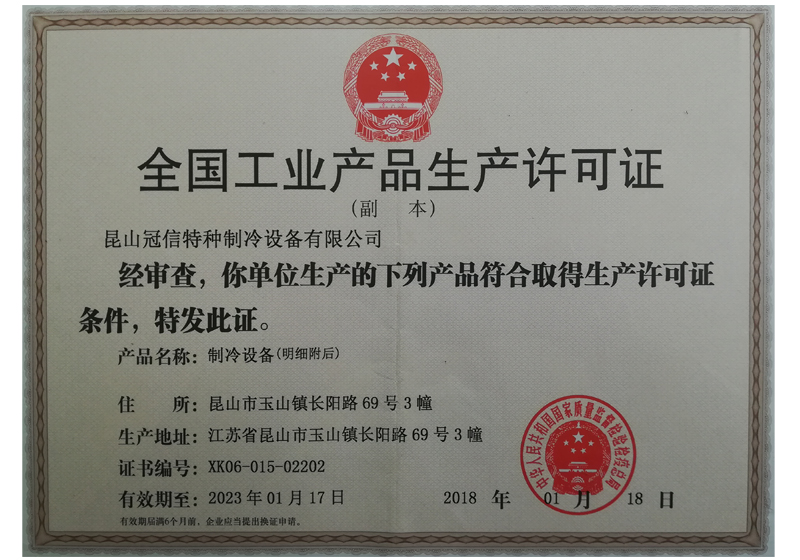 全国工业产品生产许可证
(副 本)
昆山冠信特种制冷设备有限公司
经审查，你单位生产的下列产品符合取得生产许可证
条件，特发此证。
产品名称：制冷设备(明细附后)
住 所：昆山市玉山镇长阳路69号3幢
生产地址：江苏省昆山市玉山镇长阳路69号3幢
证书编号：XK06-015-02202
有效期至：2023年01月17日
2018 年 01 月 18 日
有效期届满6个月前，企业应当提出换证申请。
中华人民共和国国家质量监督检验检疫总局